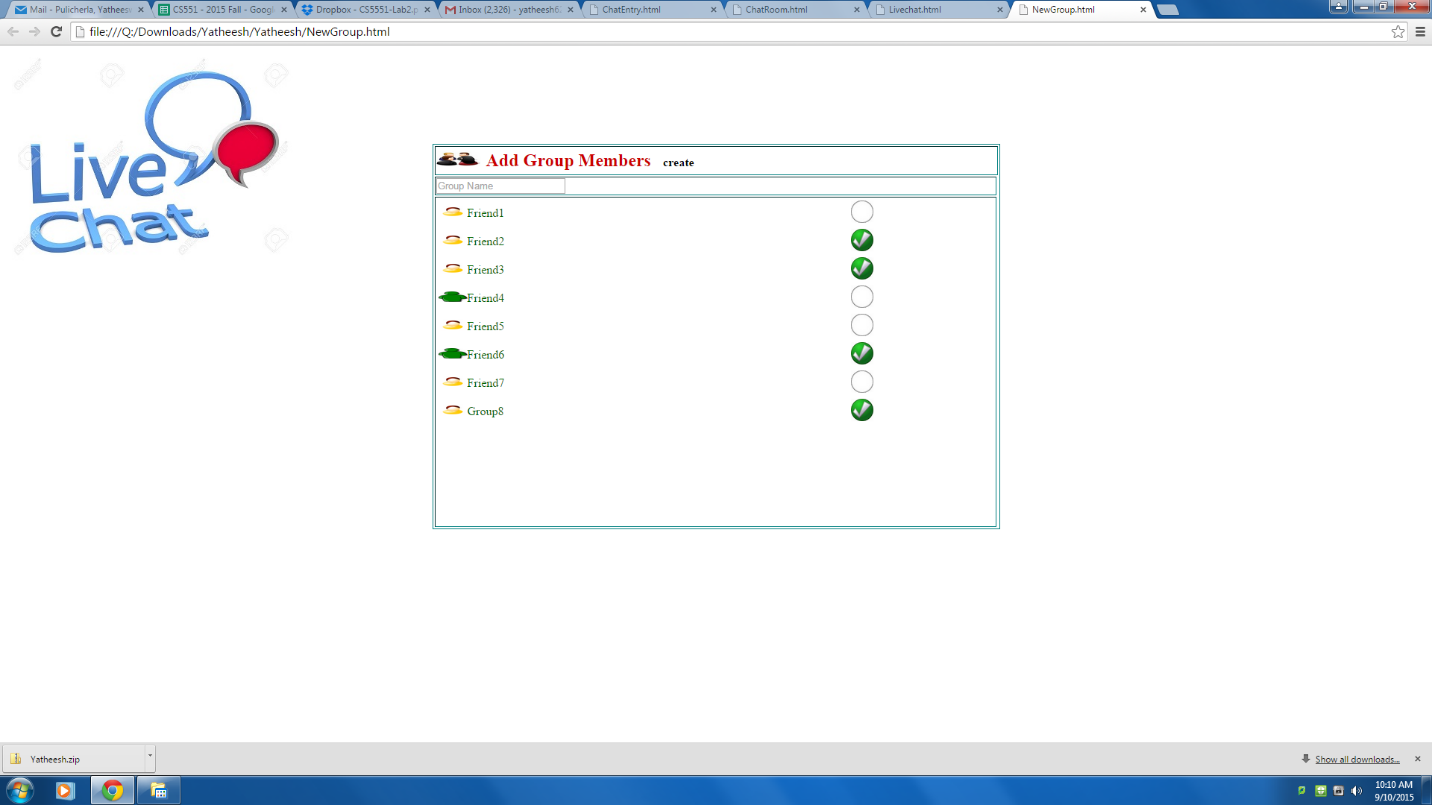 Mail - Pulicherla, Yatheesh
CS551 - 2015 Fall - Googl
Dropbox - CS5551-Lab2.p
Inbox (2,326) - yatheesh6
ChatEntry.html
ChatRoom.html
Livechat.html
NewGroup.html
file:///Q:/Downloads/Yatheesh/Yatheesh/NewGroup.html
Live
Chat
Add Group Members create
Group Name
Friend1
Friend2
Friend3
Friend4
Friend5
Friend6
Friend7
Group8
Yatheesh.zip
Show all downloads...
10:10 AM
9/10/2015